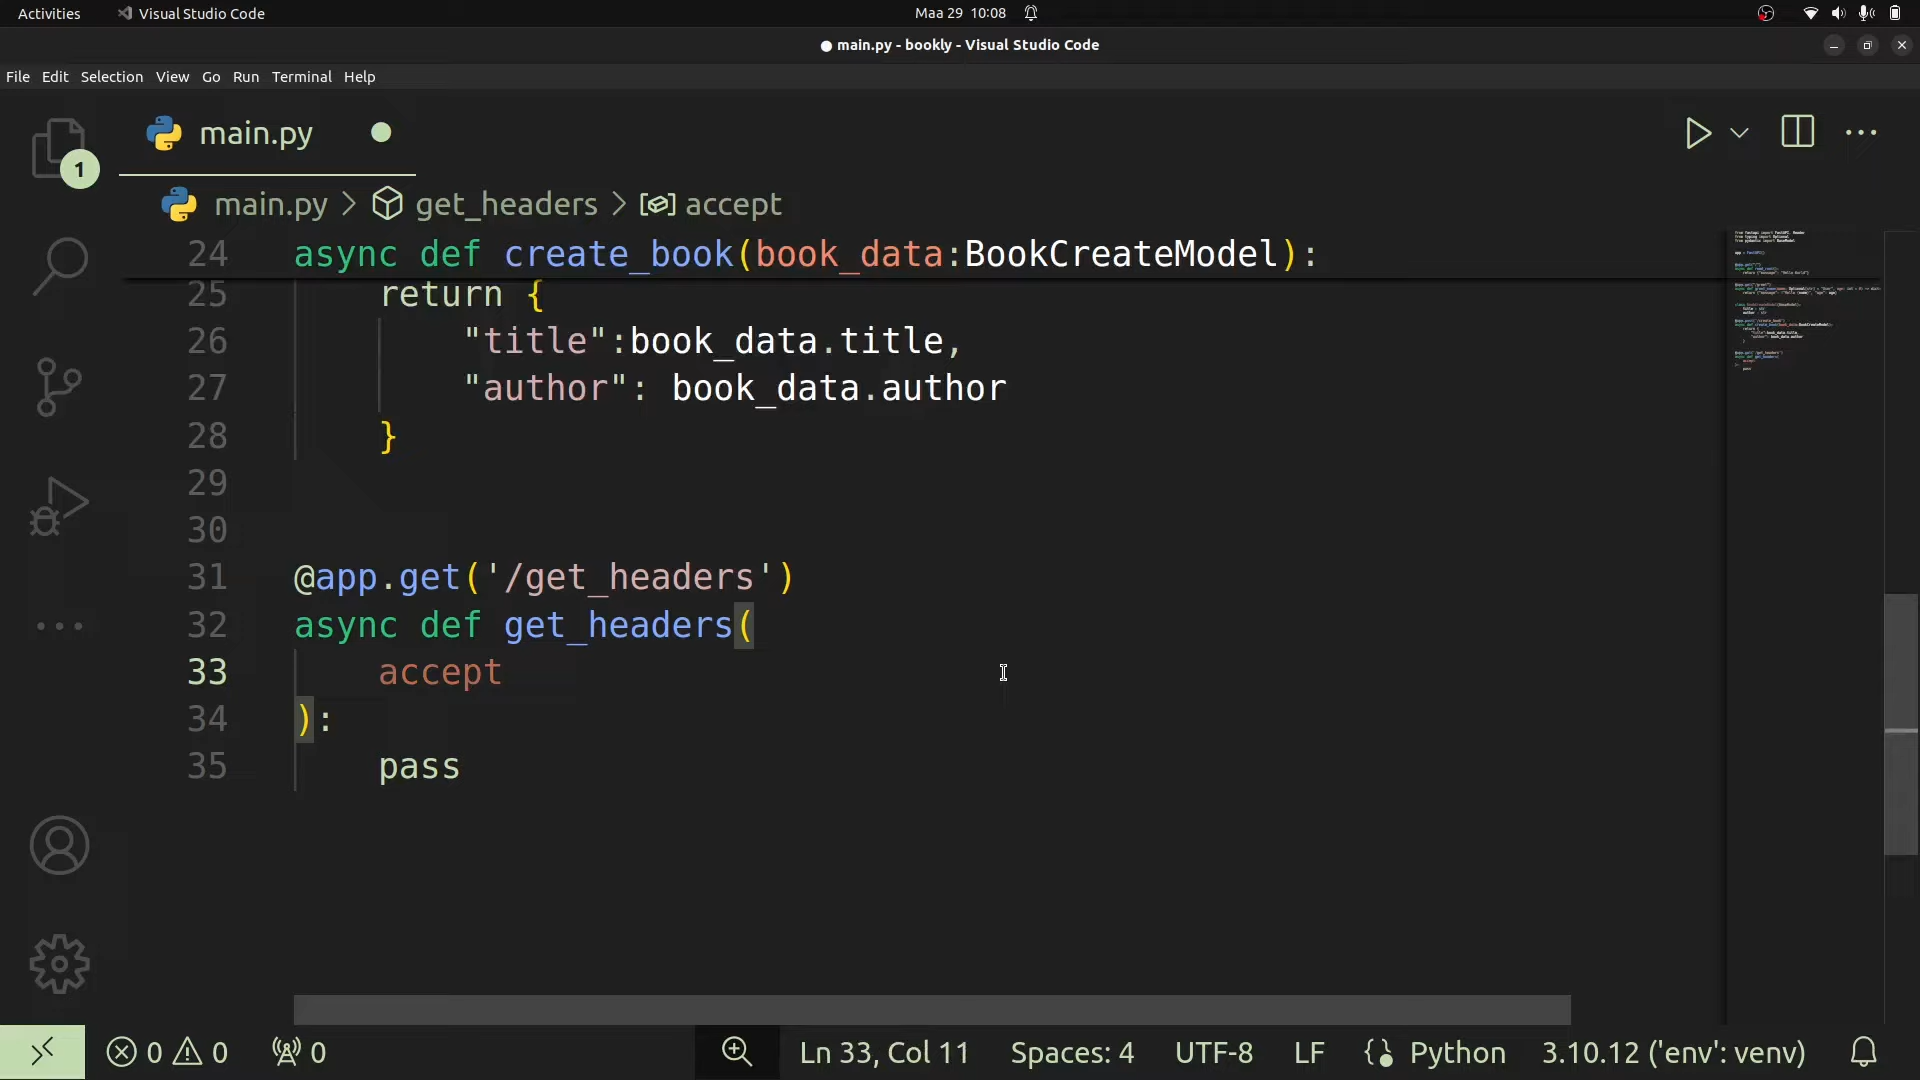 Activities Visual Studio Code Maa 29 10:08
main.py - bookly - Visual Studio Code
File Edit Selection View Go Run Terminal Help
main.py
1
main.py > get_headers > accept
24 async def create_book(book_data:BookCreateModel):
25 return {
26 "title":book_data.title,
27 "author": book_data.author
28 }
29
30
31 @app.get('/get_headers')
32 async def get_headers(
33 accept
34 ):
35 pass
0 0 0 Ln 33, Col 11 Spaces: 4 UTF-8 LF Python 3.10.12 ('env': venv)